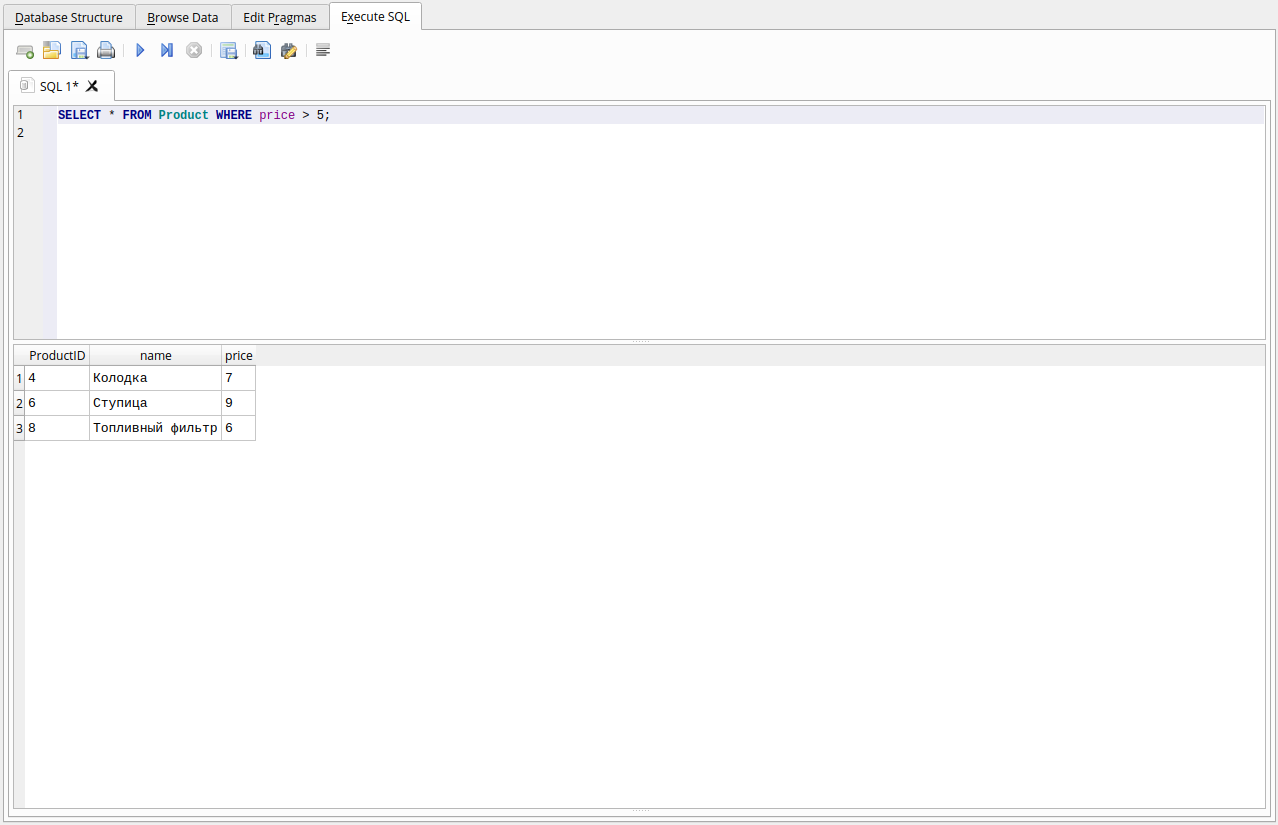 Database Structure Browse Data Edit Pragmas Execute SQL
SQL 1*
1 SELECT * FROM Product WHERE price > 5;
2
ProductID name price
1 4 Колодка 7
2 6 Ступица 9
3 8 Топливный фильтр 6